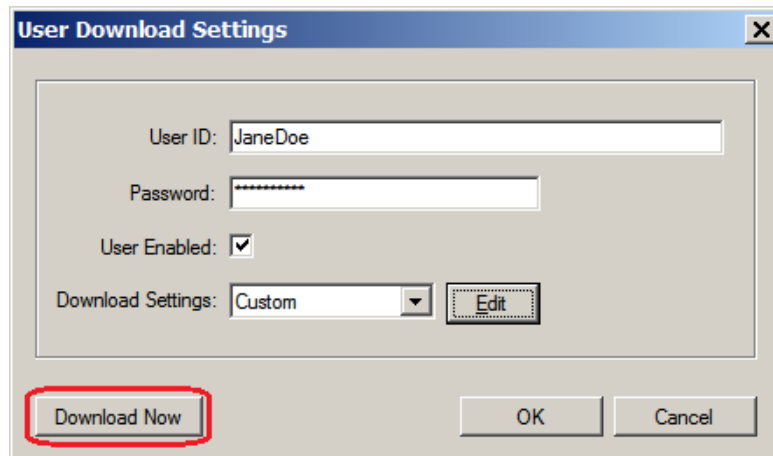 User Download Settings
User ID: JaneDoe
Password: **********
User Enabled:
Download Settings: Custom Edit
Download Now OK Cancel